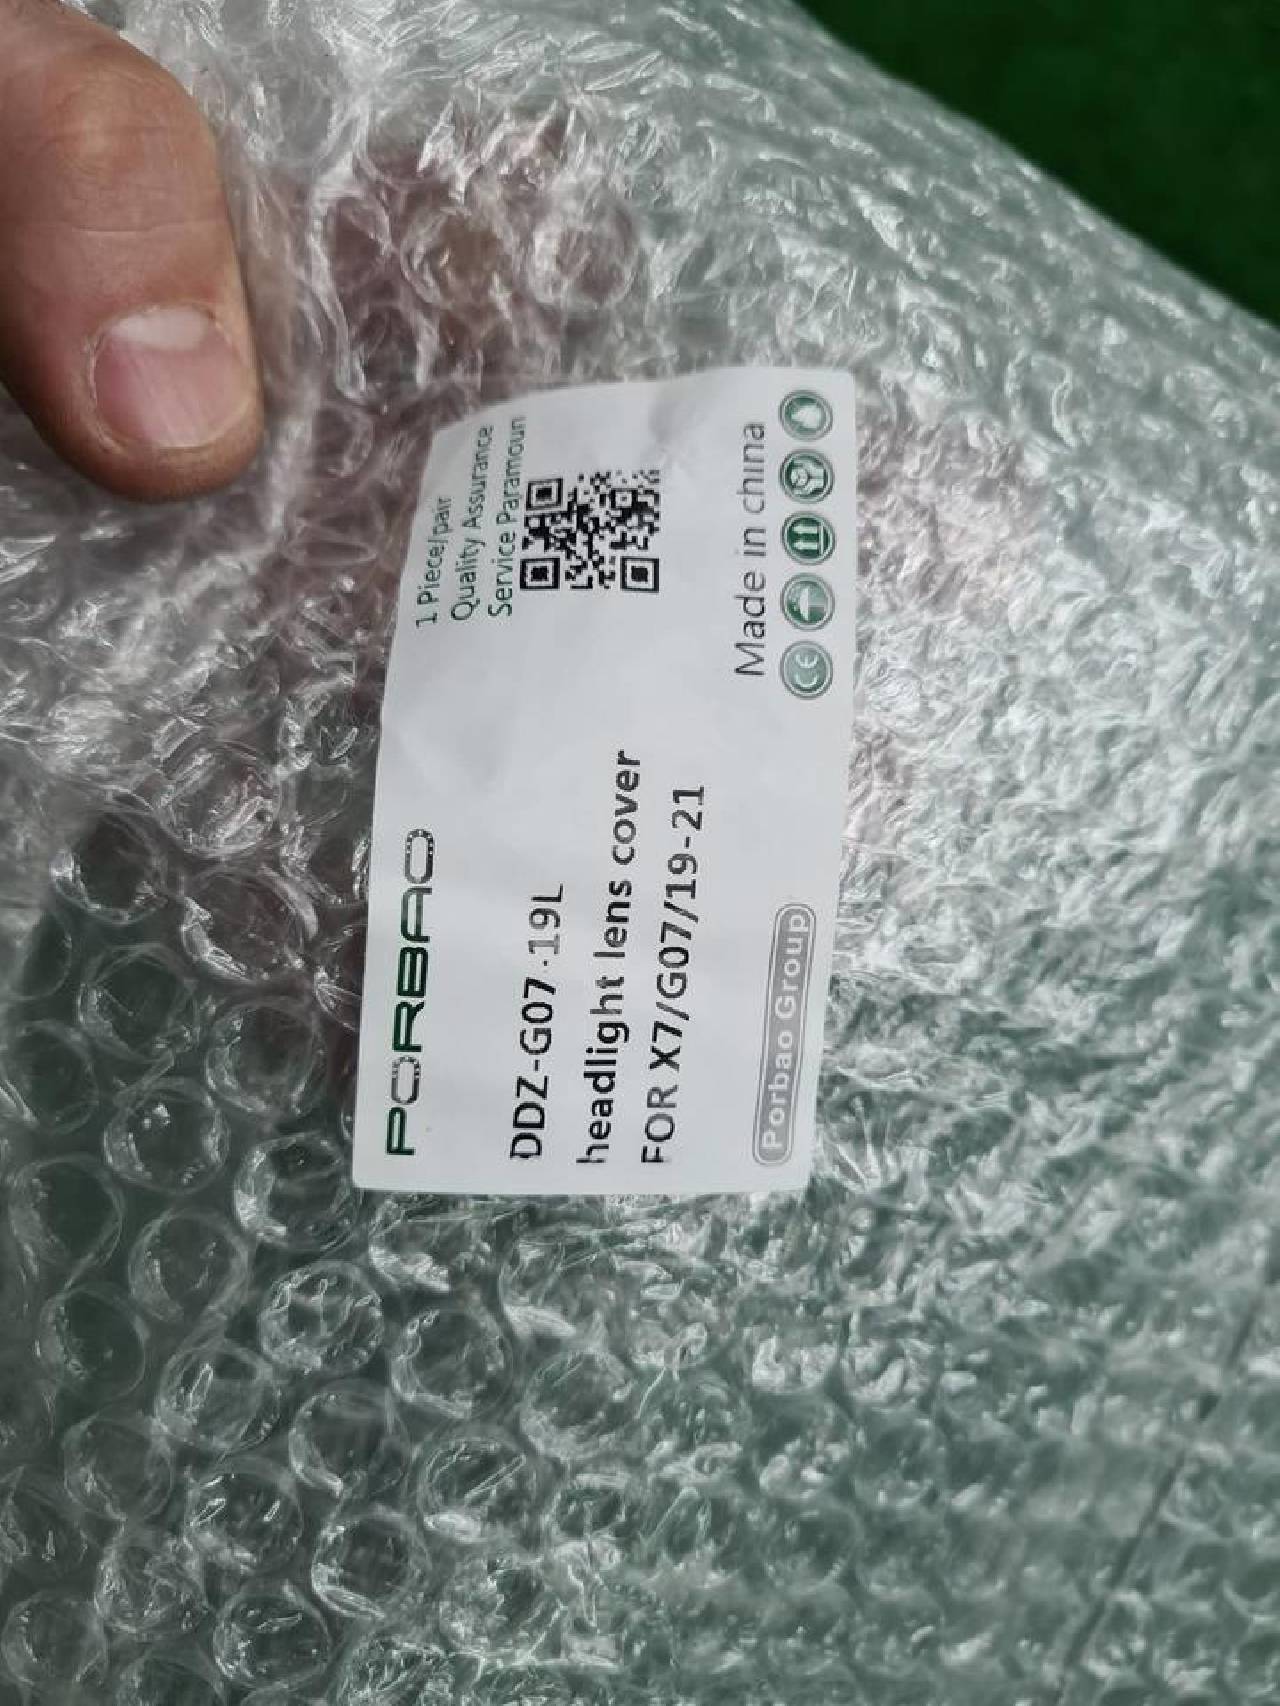 PORBAO
1 Piece/pair
Quality Assurance
Service Paramoun
DDZ-G07-19L
headlight lens cover
FOR X7/G07/19-21
Made in china
Porbao Group
CE